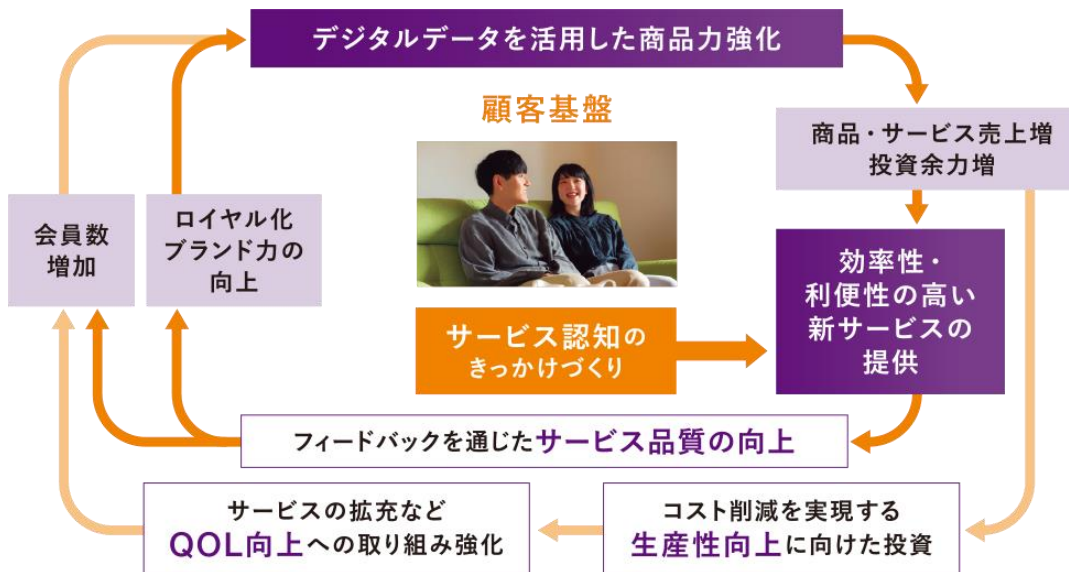 デジタルデータを活用した商品力強化
顧客基盤
商品・サービス売上増
投資余力増
会員数
増加
ロイヤル化
ブランド力の
向上
効率性・
利便性の高い
新サービスの
提供
サービス認知の
きっかけづくり
フィードバックを通じたサービス品質の向上
サービスの拡充など
QOL向上への取り組み強化
コスト削減を実現する
生産性向上に向けた投資